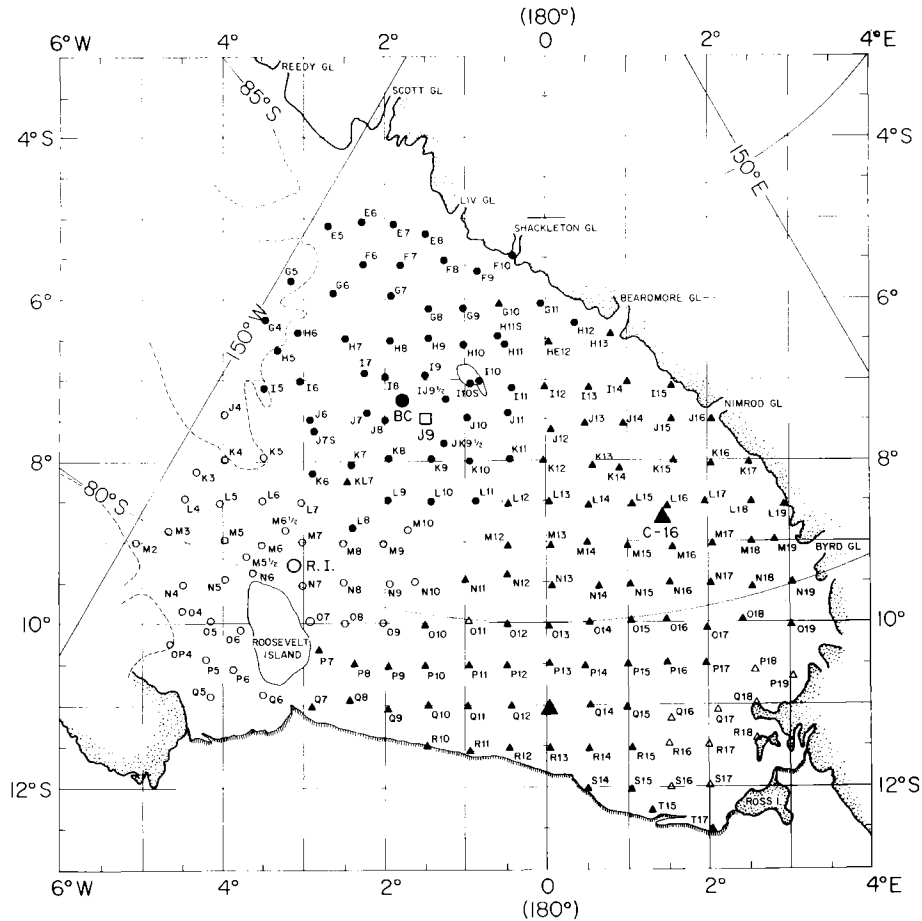 (180°)
6°W 4° 2° 0 2° 4°E
REEDY GL
SCOTT GL
85°S
150°E
4°S 4°S
LIV GL
SHACKLETON GL
E5 E6 E7 E8
F6 F7 F8 F9 F10
G5 G6 G7 BEARDMORE GL
6° 6°
G4 G8 G9 G10 G11
150°W
H5 H6 H7 H8 H9 H10 H11S H11 HE12 H12 H13
I5 I6 I7 I8 I9 IJ9½ I10S I10 I11 I12 I13 I14 I15
NIMROD GL
J4 J6 J7S J7 J8 BC J9 J10 J11 J12 J13 J14 J15 J16
JK9½
8° 8°
K3 K4 K5 K6 K7 KL7 K8 K9 K10 K11 K12 K13 K14 K15 K16 K17
80°S
L4 L5 L6 L7 L8 L9 L10 L11 L12 L13 L14 L15 L16 L17 L18 L19
C-16
BYRD GL
M2 M3 M5 M5½ M6 M6½ M7 M8 M9 M10 M12 M13 M14 M15 M16 M17 M18 M19
R.I.
N4 N5 N6 N7 N8 N9 N10 N11 N12 N13 N14 N15 N16 N17 N18 N19
10° 10°
O4 O5 O6 O7 O8 O9 O10 O11 O12 O13 O14 O15 O16 O17 O18 O19
ROOSEVELT
ISLAND
OP4 P5 P6 P7 P8 P9 P10 P11 P12 P13 P14 P15 P16 P17 P18 P19
Q5 Q6 Q7 Q8 Q9 Q10 Q11 Q12 Q14 Q15 Q16 Q17 Q18
R10 R11 R12 R13 R14 R15 R16 R17 R18
12°S 12°S
S14 S15 S16 S17
ROSS I.
T15 T17
6°W 4° 2° 0 2° 4°E
(180°)